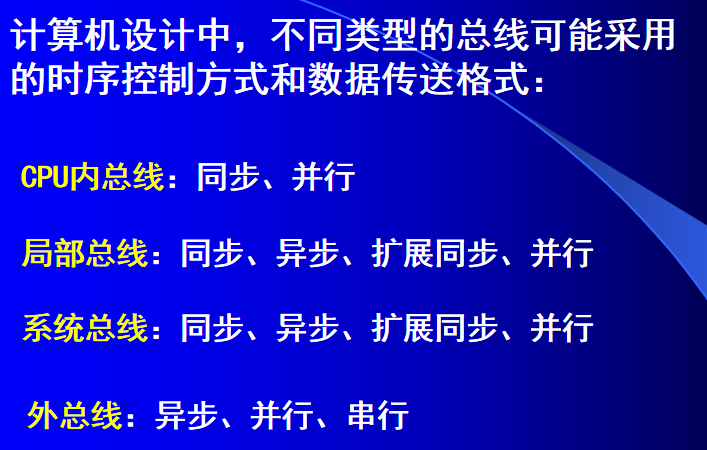 计算机设计中，不同类型的总线可能采用
的时序控制方式和数据传送格式：
CPU内总线：同步、并行
局部总线：同步、异步、扩展同步、并行
系统总线：同步、异步、扩展同步、并行
外总线：异步、并行、串行